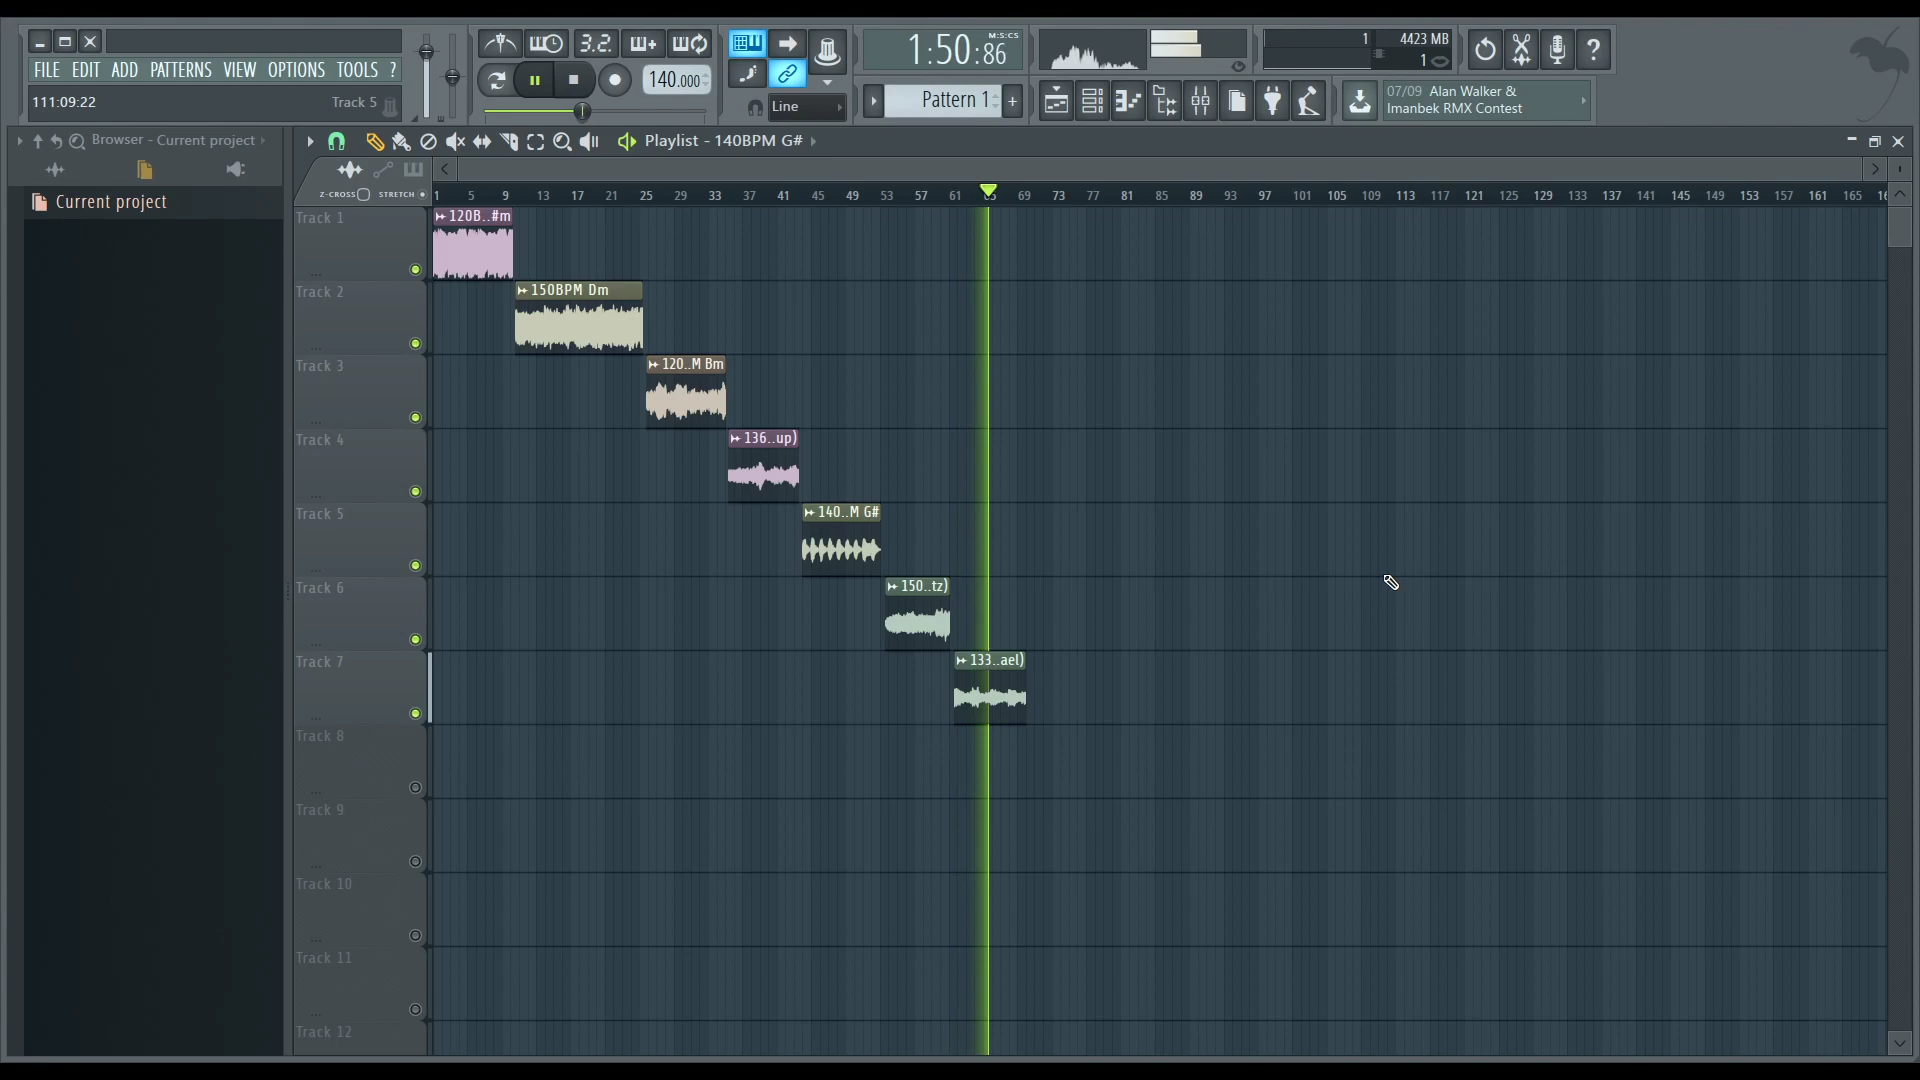 3.2.
1:50:86
M:S:CS
1
4423 MB
1
FILE EDIT ADD PATTERNS VIEW OPTIONS TOOLS ?
140.000
111:09:22
Track 5
Line
Pattern 1
+
07/09 Alan Walker &
Imanbek RMX Contest
?
Browser - Current project
Playlist - 140BPM G#
Z-CROSS
STRETCH
Current project
1 5 9 13 17 21 25 29 33 37 41 45 49 53 57 61 65 69 73 77 81 85 89 93 97 101 105 109 113 117 121 125 129 133 137 141 145 149 153 157 161 165
Track 1
120B..#m
Track 2
150BPM Dm
Track 3
120..M Bm
Track 4
136..up)
Track 5
140..M G#
Track 6
150..tz)
Track 7
133..ael)
Track 8
Track 9
Track 10
Track 11
Track 12